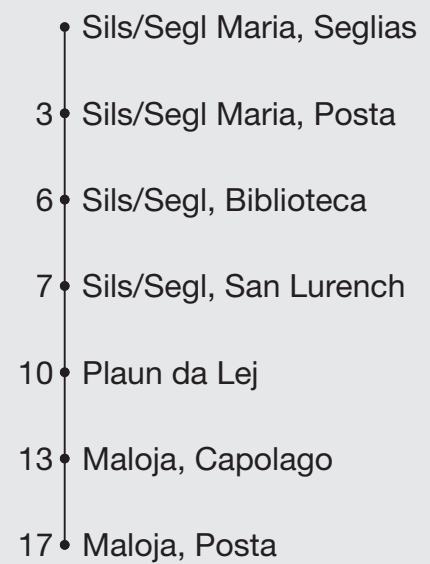 Sils/Segl Maria, Seglias
3 Sils/Segl Maria, Posta
6 Sils/Segl, Biblioteca
7 Sils/Segl, San Lurench
10 Plaun da Lej
13 Maloja, Capolago
17 Maloja, Posta